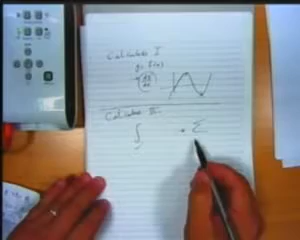 Calculus I
y = f(x)
dy/dx
Calculus II
∫ • Σ